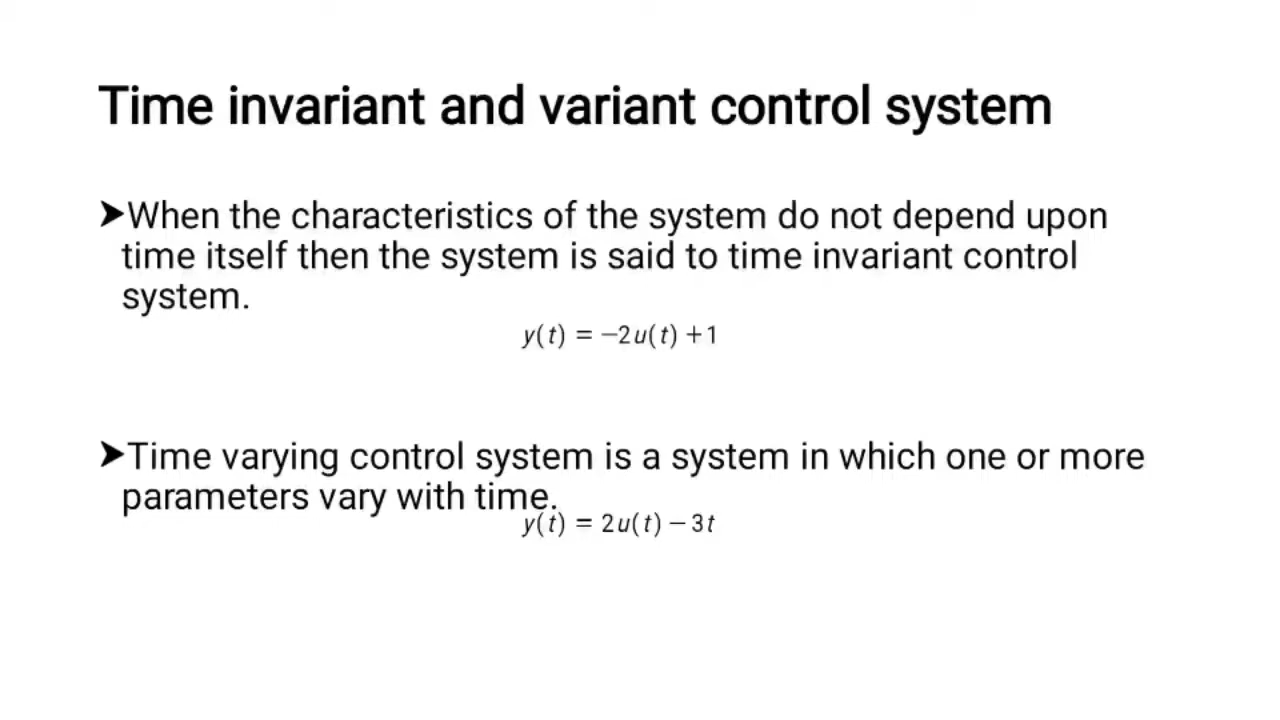 Time invariant and variant control system
➤When the characteristics of the system do not depend upon
time itself then the system is said to time invariant control
system.
y(t) = −2u(t) +1
➤Time varying control system is a system in which one or more
parameters vary with time.
y(t) = 2u(t) − 3t